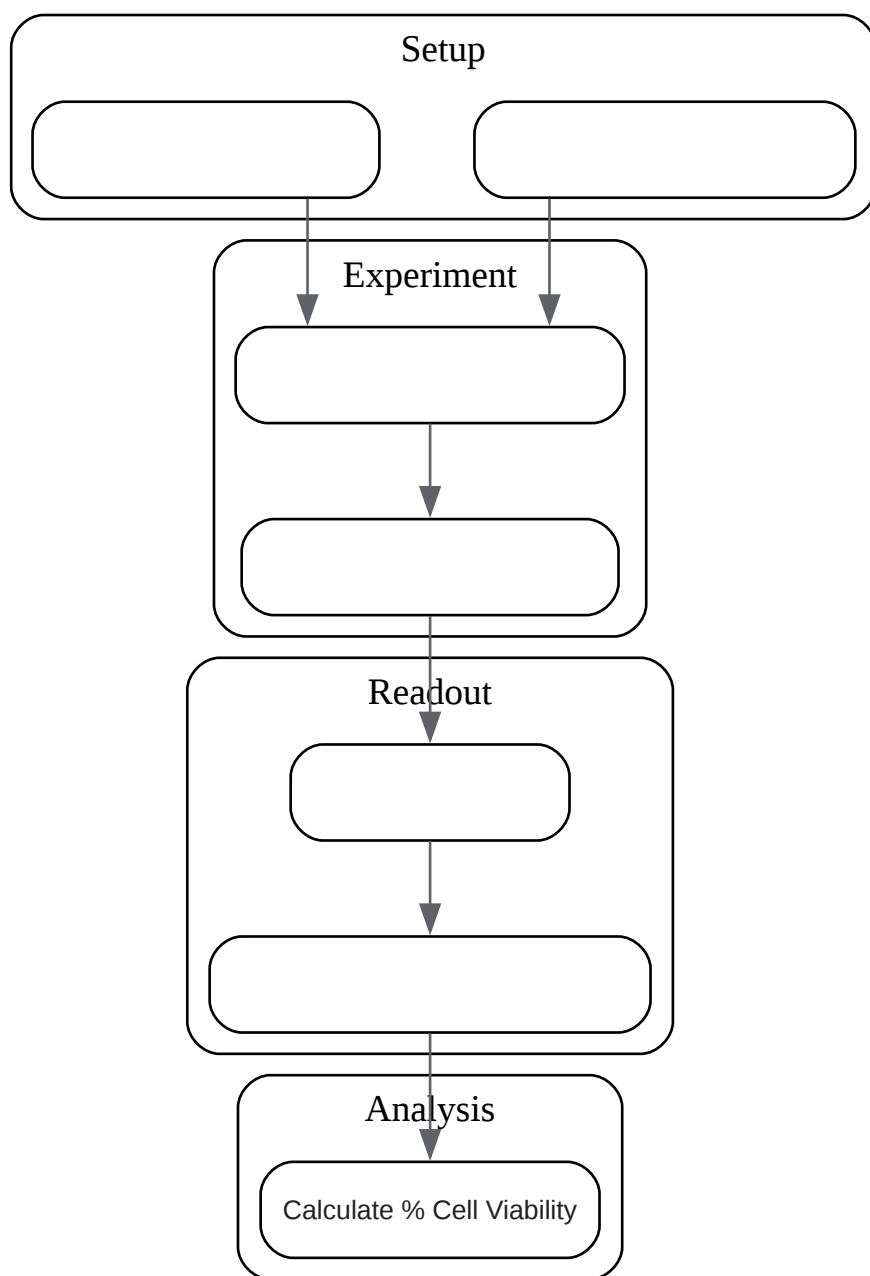 Setup
Experiment
Readout
Analysis
Calculate % Cell Viability